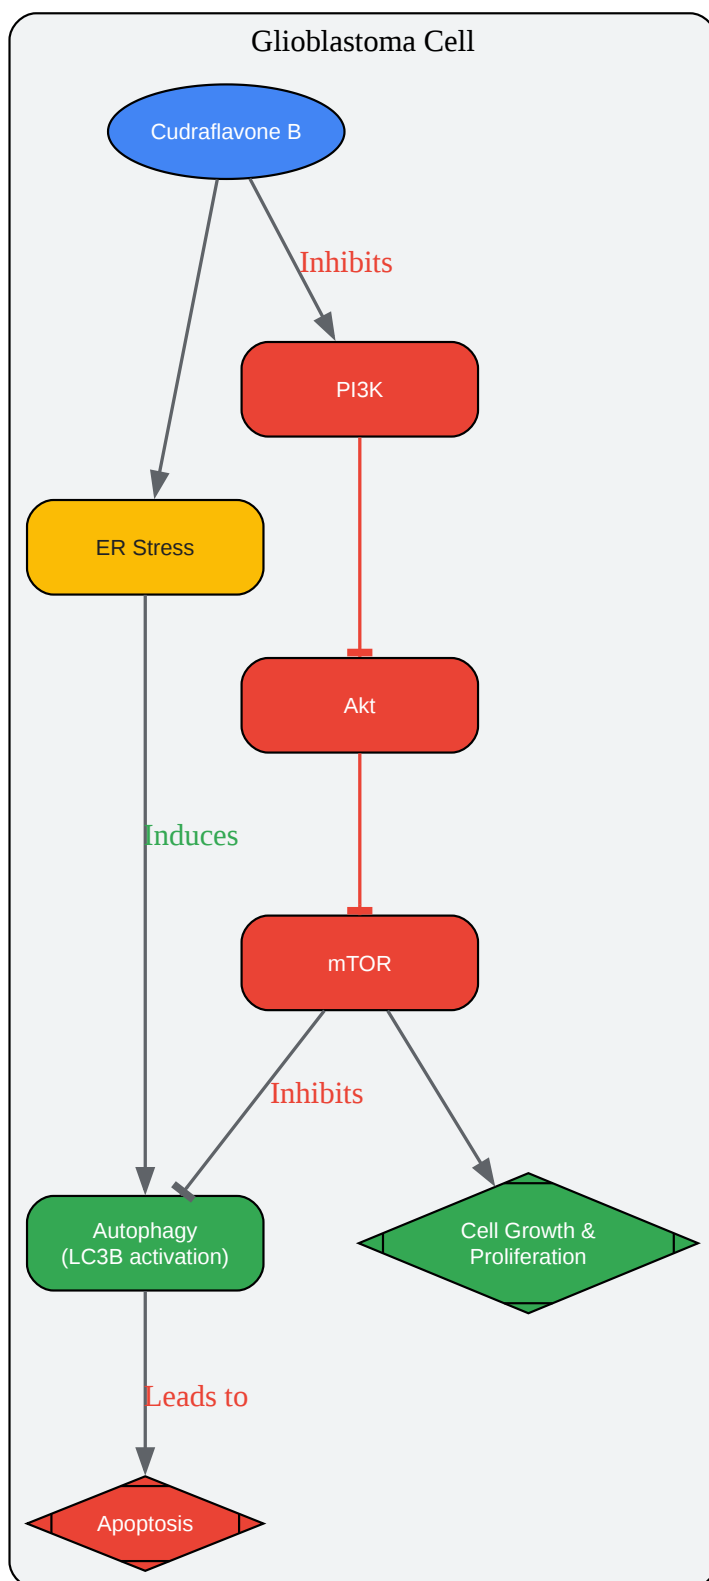 Glioblastoma Cell
Cudraflavone B
Inhibits
PI3K
ER Stress
Akt
Induces
mTOR
Inhibits
Autophagy
(LC3B activation)
Cell Growth &
Proliferation
Leads to
Apoptosis